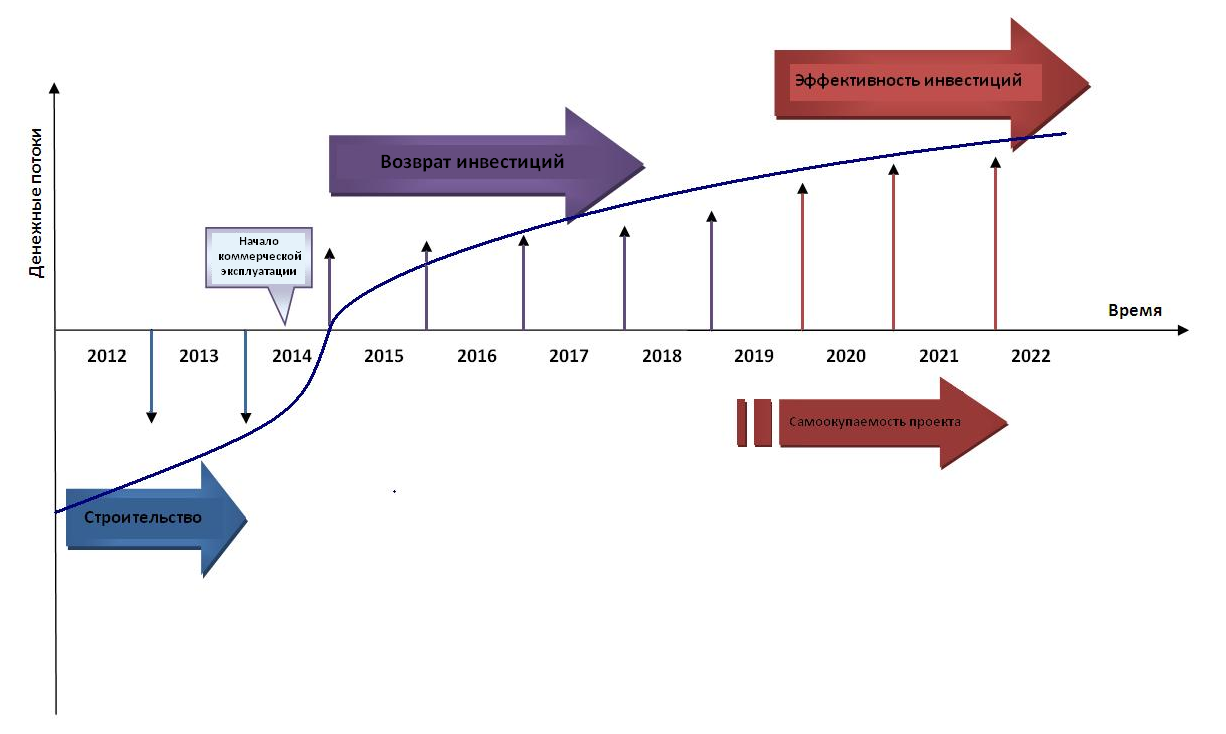 Эффективность инвестиций
Возврат инвестиций
Денежные потоки
Начало
коммерческой
эксплуатации
Время
2012 2013 2014 2015 2016 2017 2018 2019 2020 2021 2022
Самоокупаемость проекта
Строительство